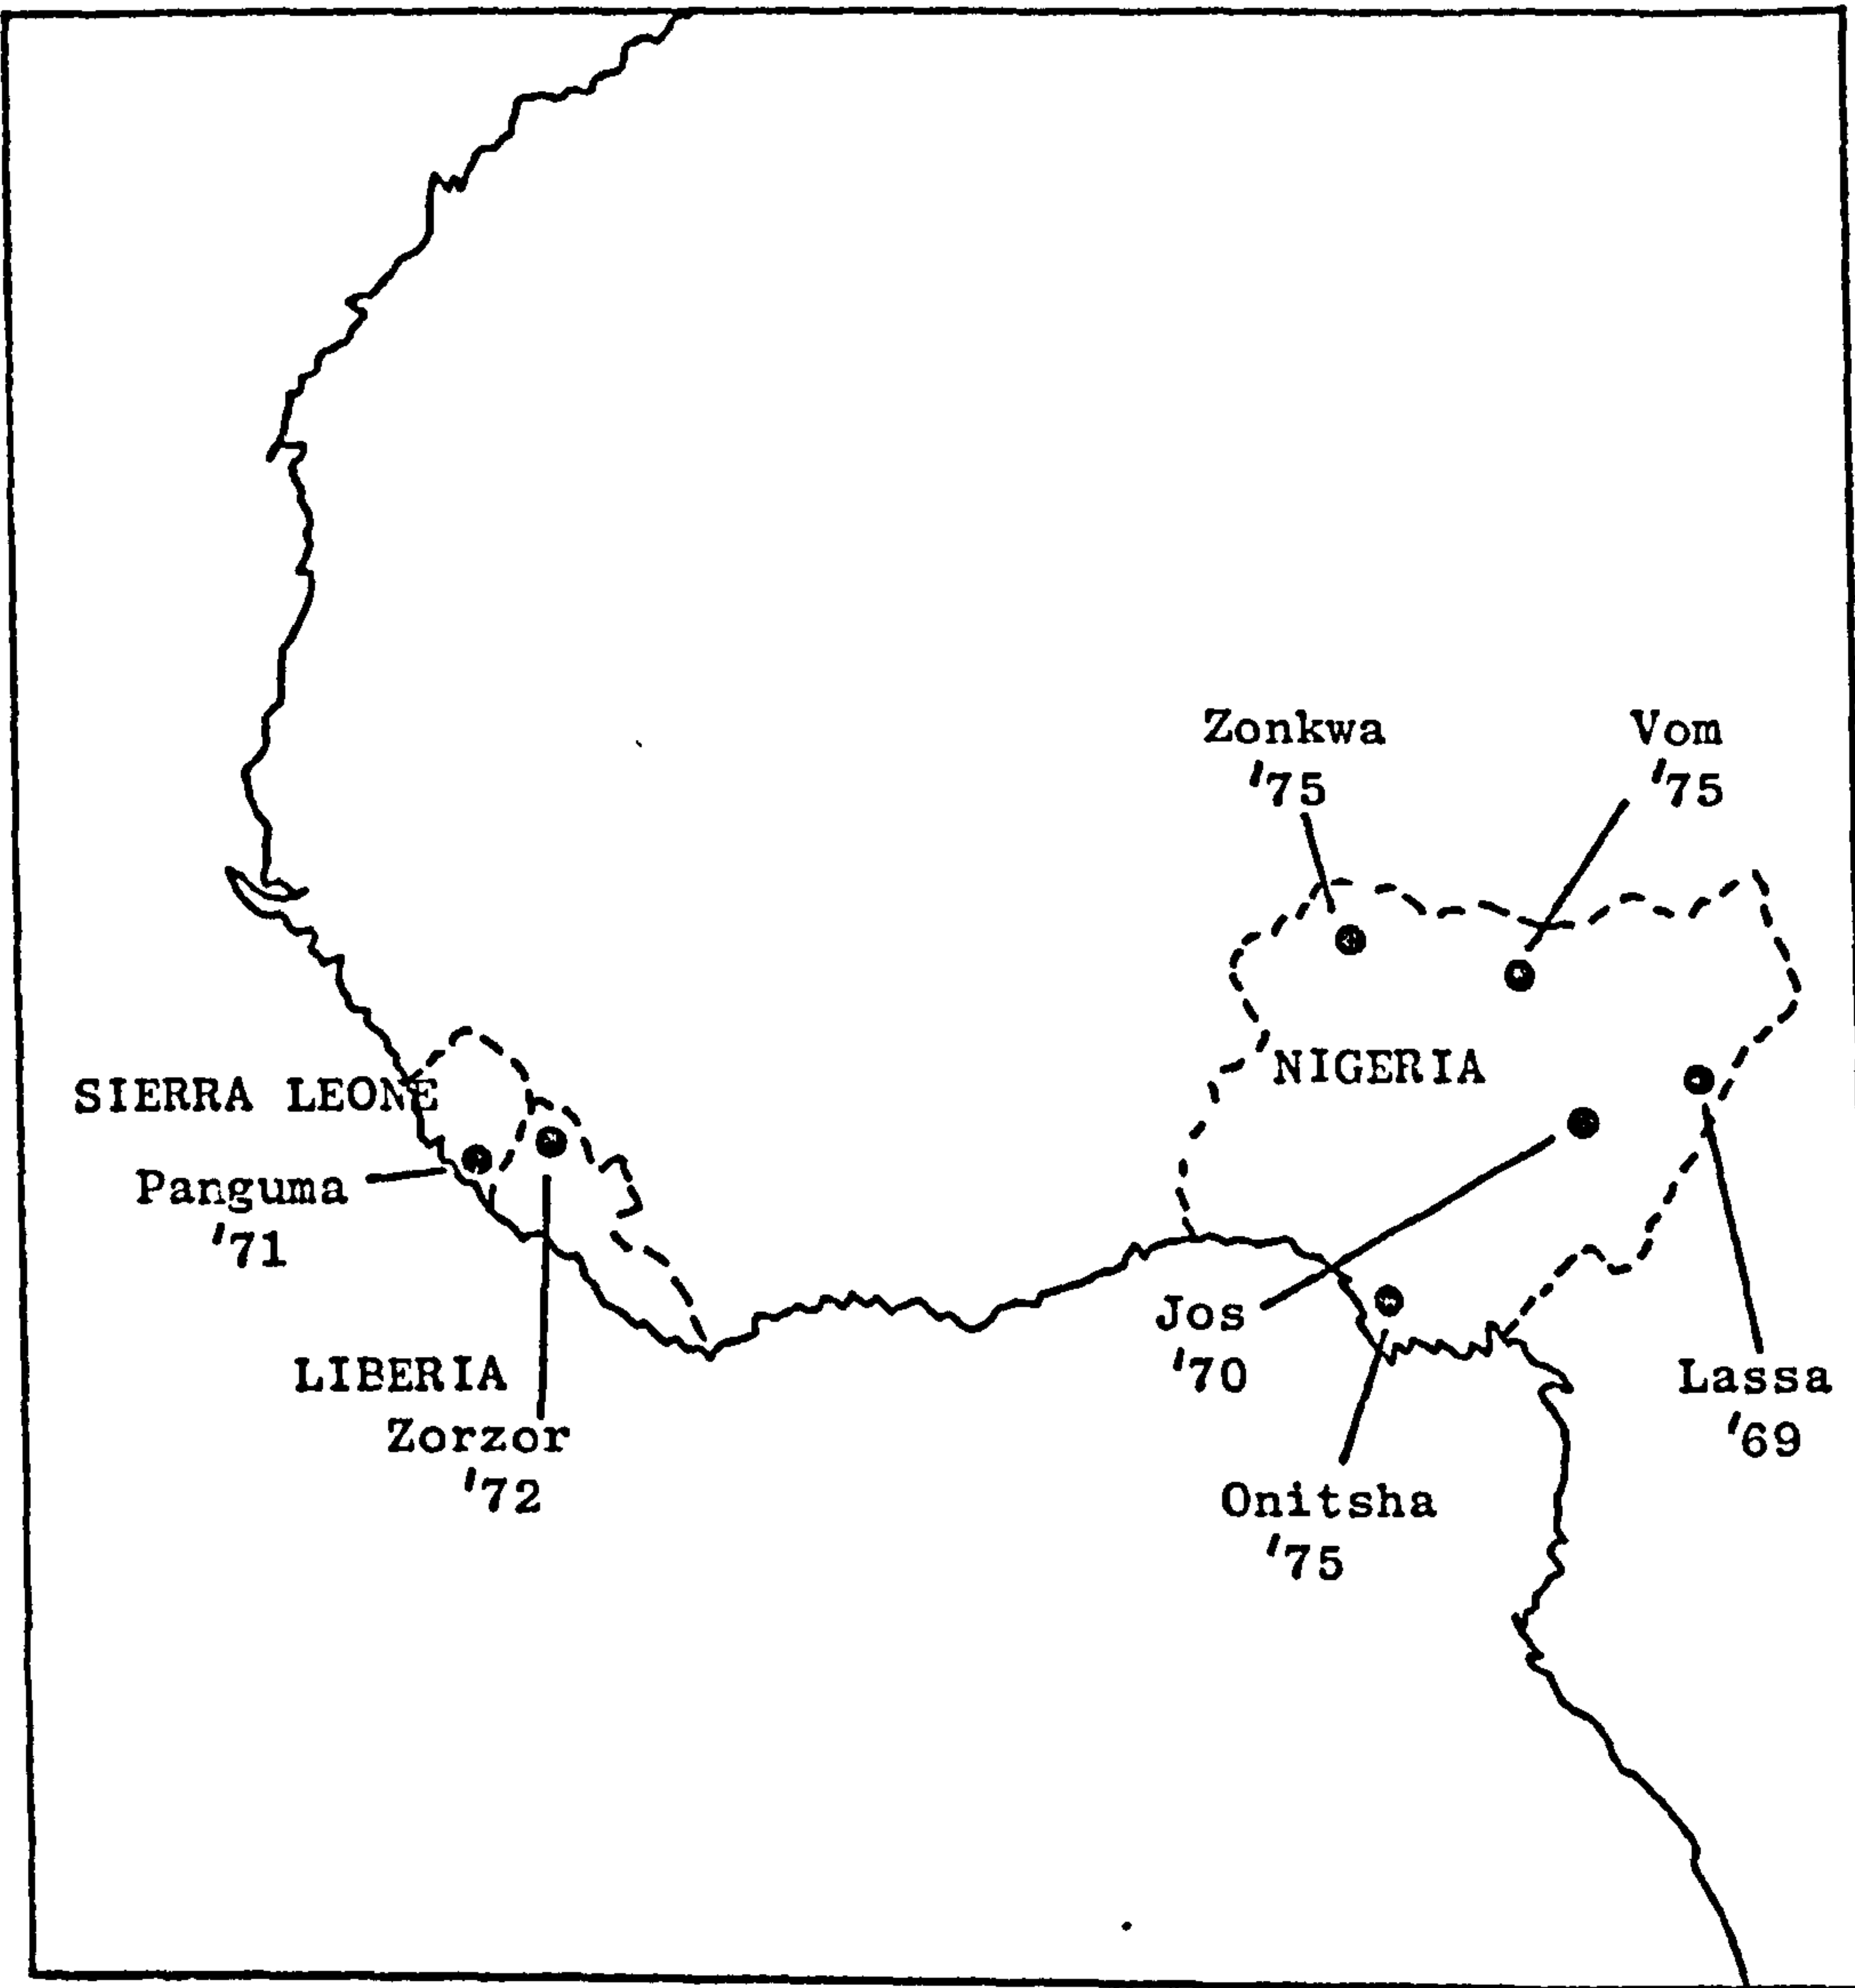 Zonkwa
'75
Vom
'75
NIGERIA
SIERRA LEONE
Panguma
'71
LIBERIA
Zorzor
'72
Jos
'70
Lassa
'69
Onitsha
'75